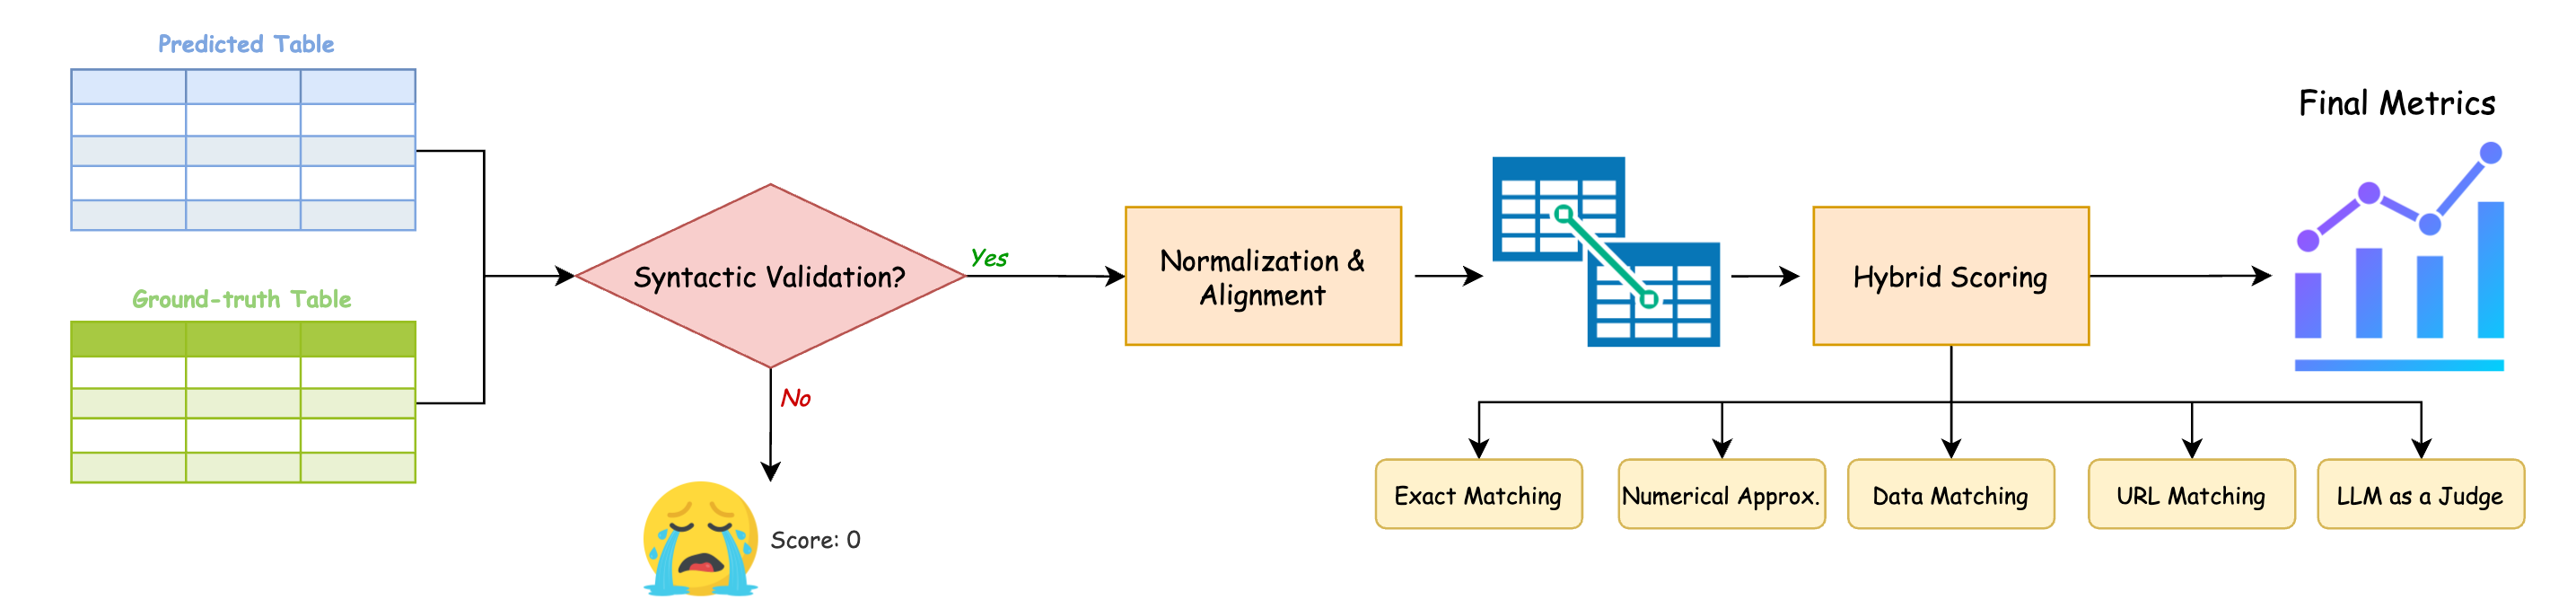 Predicted Table
Ground-truth Table
Syntactic Validation?
Yes
No
Score: 0
Normalization &
Alignment
Hybrid Scoring
Final Metrics
Exact Matching
Numerical Approx.
Data Matching
URL Matching
LLM as a Judge